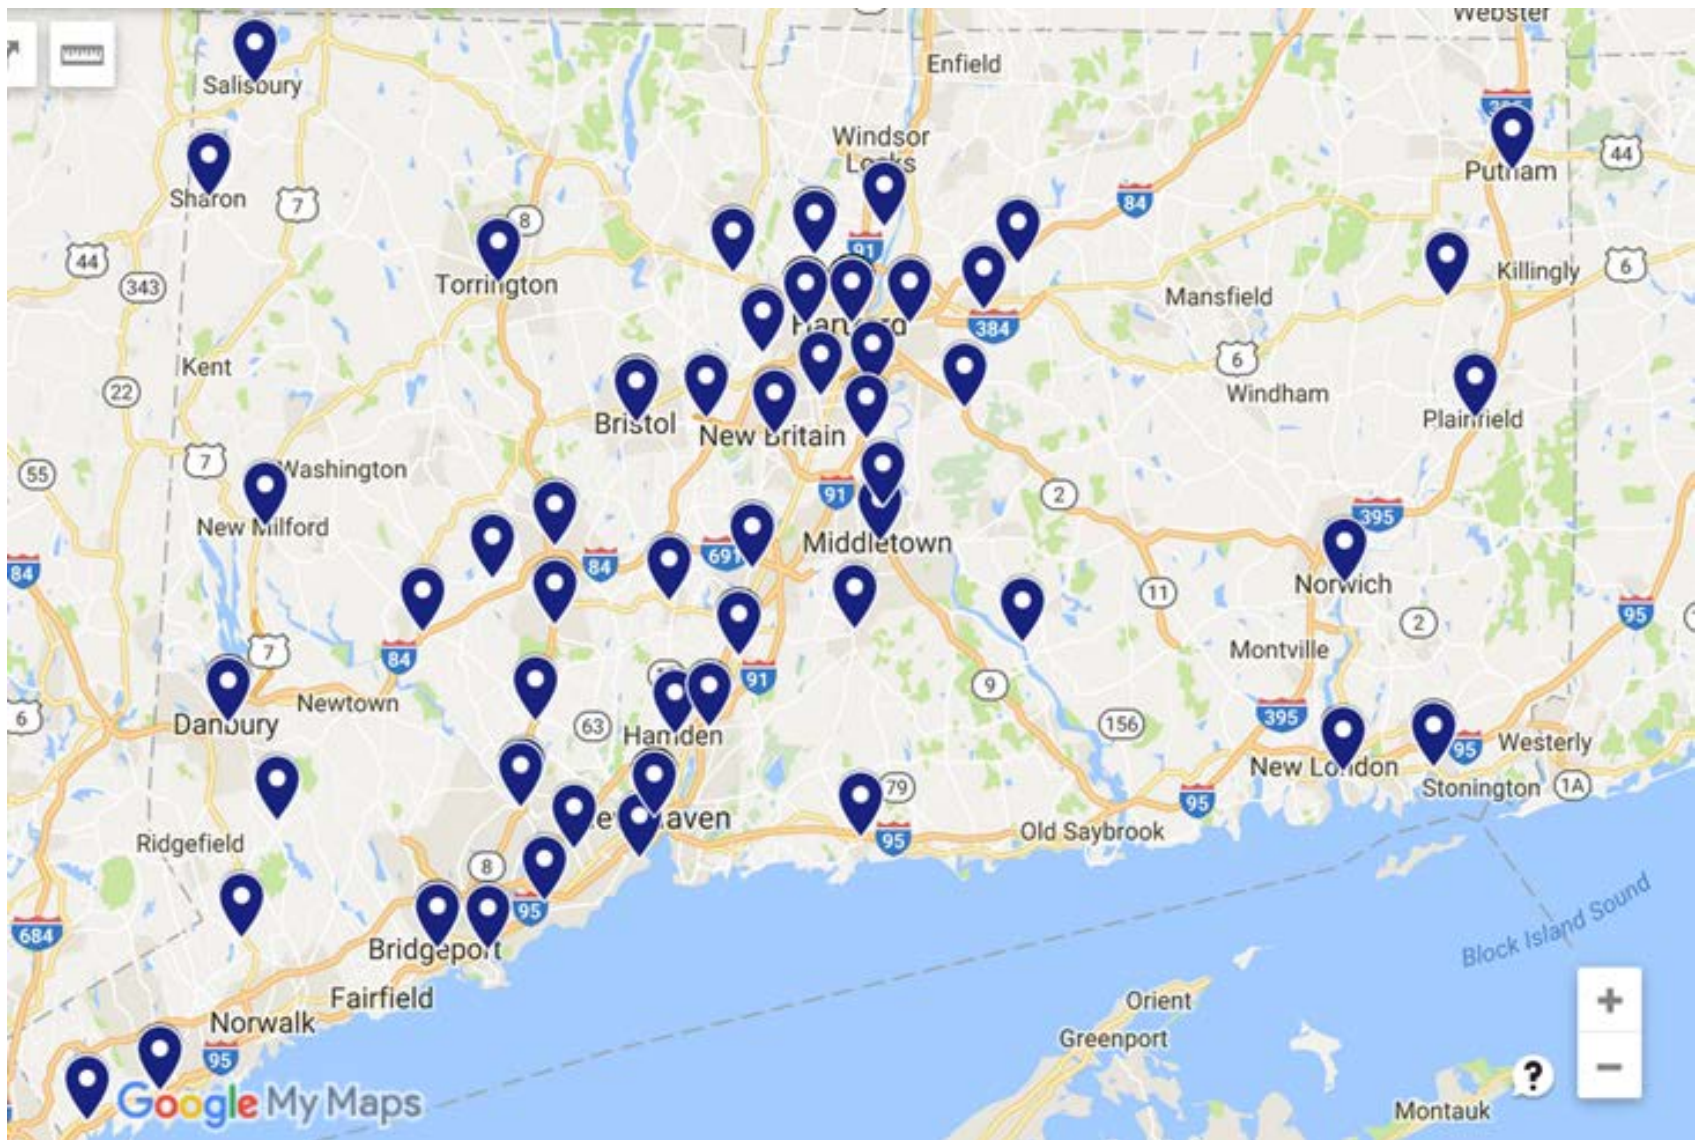 Webster
Enfield
Salisbury
Windsor
Locks
395
44
Putnam
Sharon
7
84
8
91
44
343
Torrington
Killingly
6
Mansfield
Hartford
384
6
Kent
22
Windham
Bristol
New Britain
Plainfield
55
7
Washington
91
2
395
New Milford
Middletown
84
84
691
Norwich
11
95
2
84
7
91
Montville
9
Newtown
6
Danbury
63
Hamden
395
156
95
Westerly
New London
Stonington
1A
79
Haven
95
95
Old Saybrook
Ridgefield
8
95
684
Bridgeport
Block Island Sound
Fairfield
Orient
Norwalk
Greenport
95
Google My Maps
Montauk
+
?
−